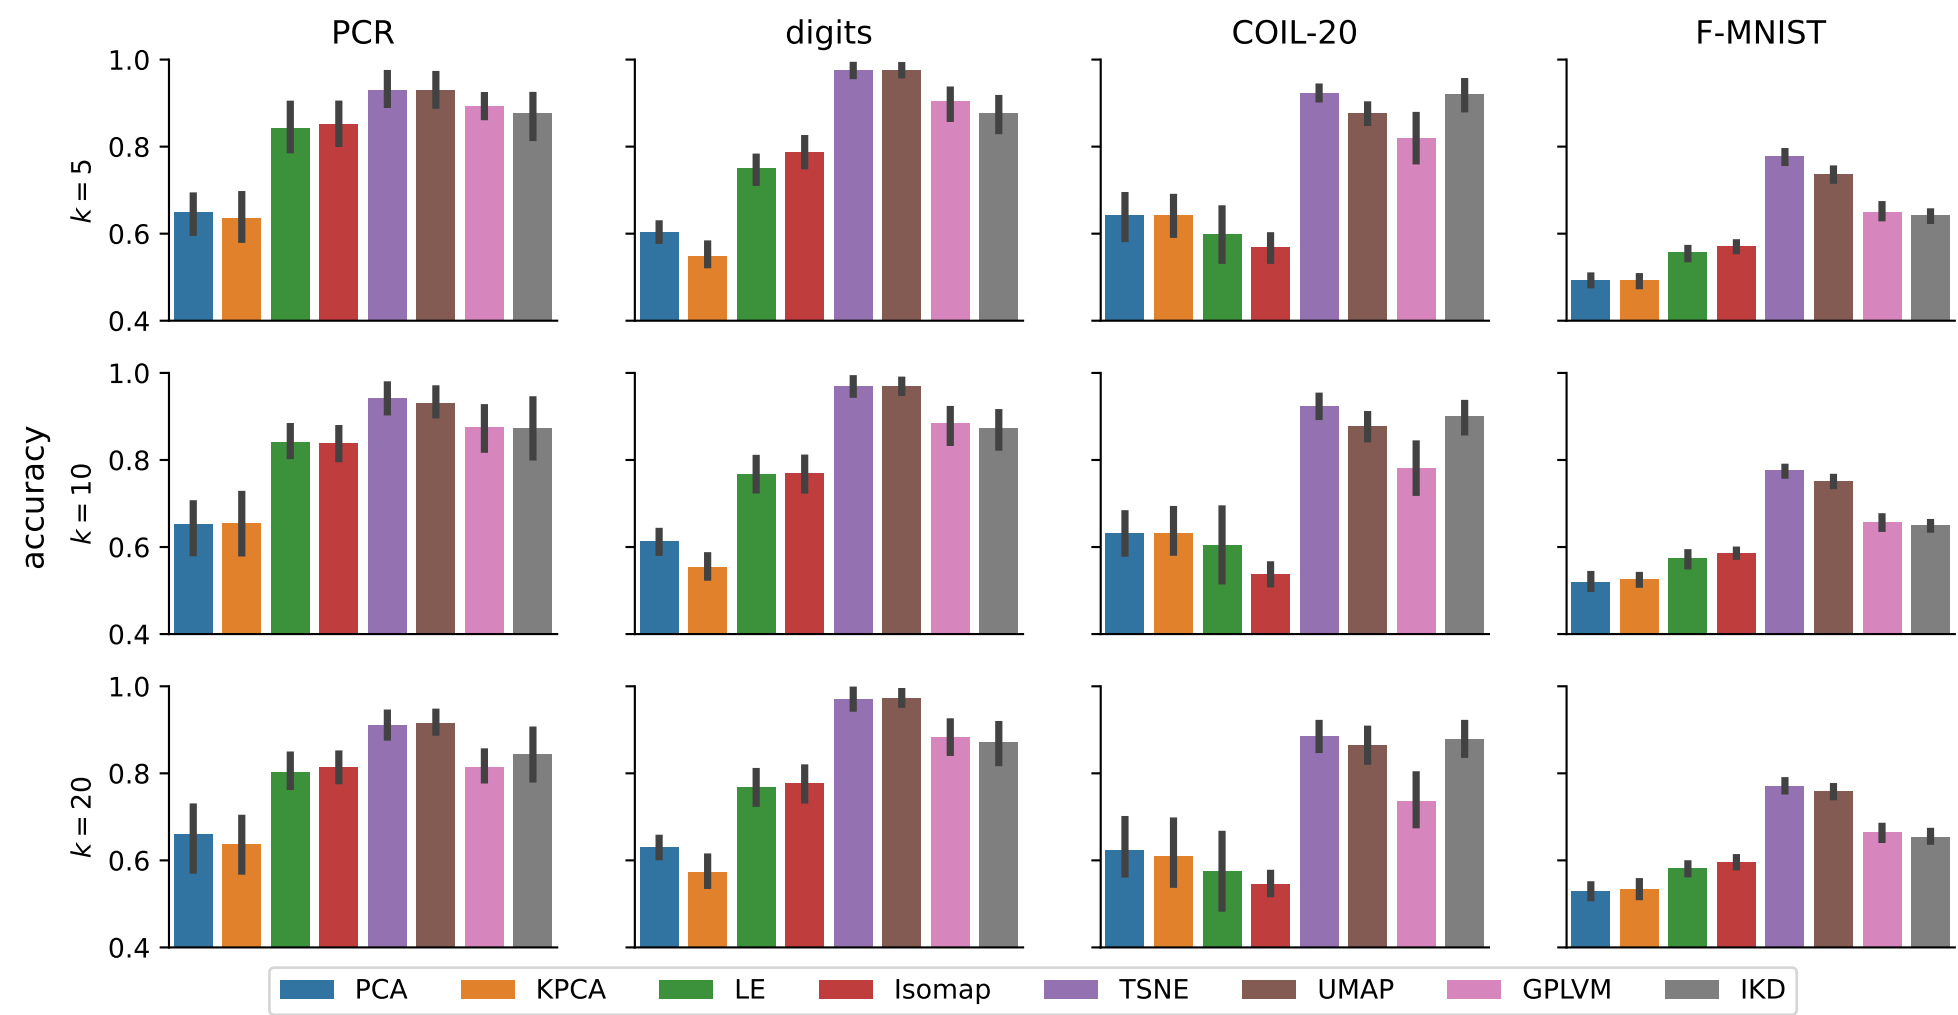 PCR digits COIL-20 F-MNIST
accuracy
k = 5
1.0
0.8
0.6
0.4
k = 10
1.0
0.8
0.6
0.4
k = 20
1.0
0.8
0.6
0.4
PCA KPCA LE Isomap TSNE UMAP GPLVM IKD